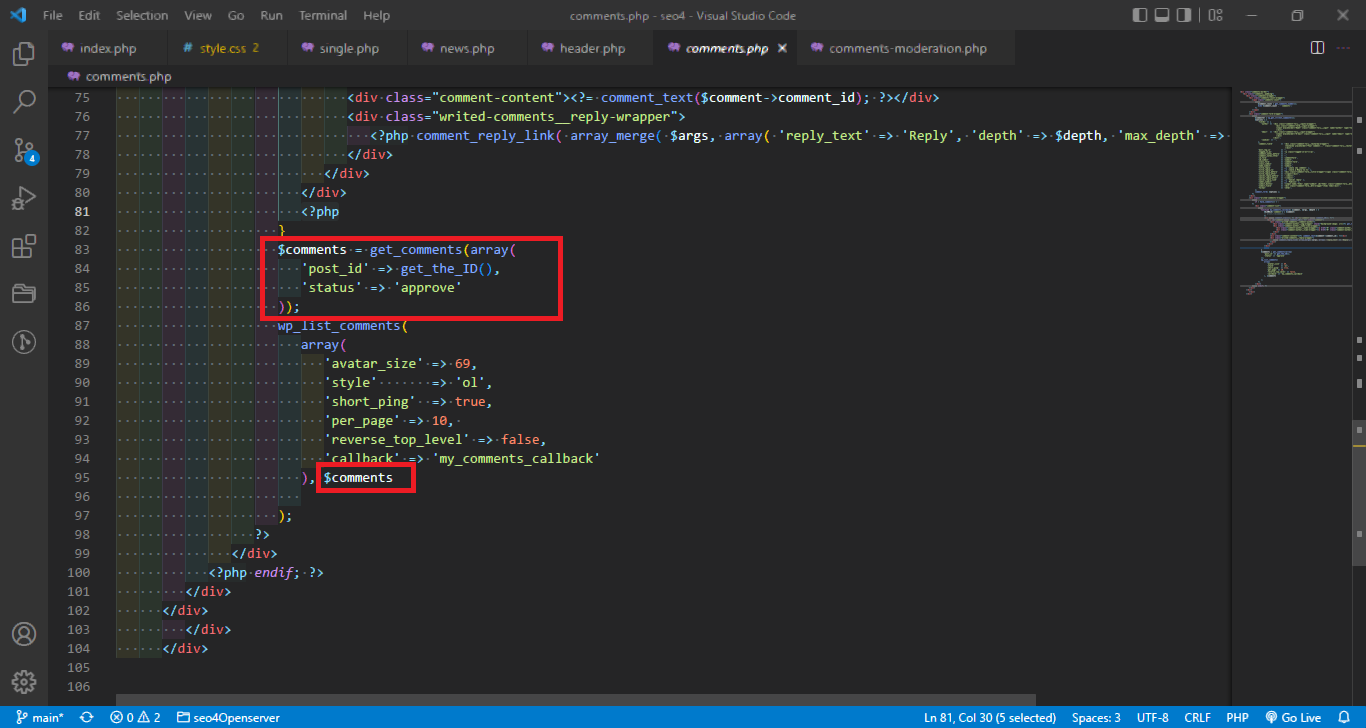 File Edit Selection View Go Run Terminal Help comments.php - seo4 - Visual Studio Code
index.php # style.css 2 single.php news.php header.php comments.php comments-moderation.php
comments.php
75 <div class="comment-content"><?= comment_text($comment->comment_id); ?></div>
76 <div class="writed-comments__reply-wrapper">
77 <?php comment_reply_link( array_merge( $args, array( 'reply_text' => 'Reply', 'depth' => $depth, 'max_depth' =>
78 </div>
79 </div>
80 </div>
81 <?php
82 }
83 $comments = get_comments(array(
84 'post_id' => get_the_ID(),
85 'status' => 'approve'
86 ));
87 wp_list_comments(
88 array(
89 'avatar_size' => 69,
90 'style' => 'ol',
91 'short_ping' => true,
92 'per_page' => 10,
93 'reverse_top_level' => false,
94 'callback' => 'my_comments_callback'
95 ), $comments
96
97 );
98 ?>
99 </div>
100 <?php endif; ?>
101 </div>
102 </div>
103 </div>
104 </div>
105
106
4
main* 0 2 seo4Openserver Ln 81, Col 30 (5 selected) Spaces: 3 UTF-8 CRLF PHP Go Live